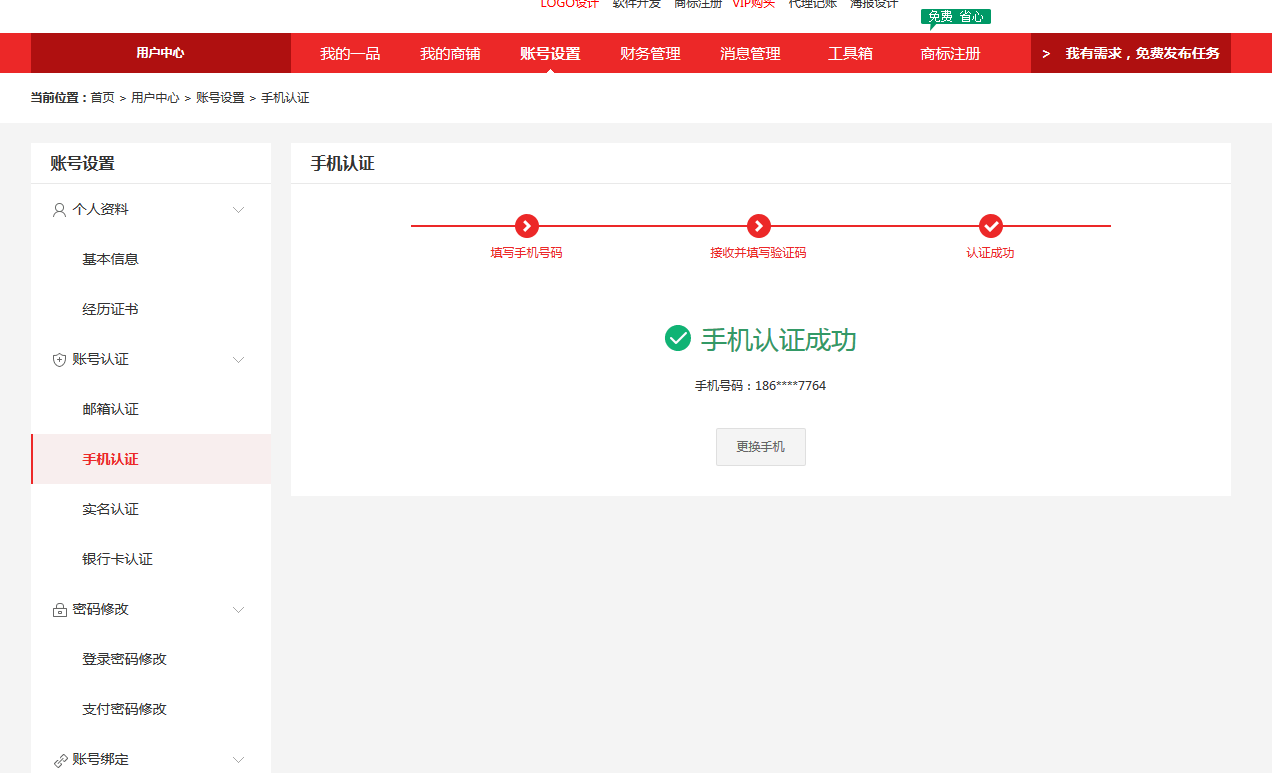 LOGO设计 软件开发 商标注册 VIP购买 代理记账 海报设计
免费 省心
用户中心 我的一品 我的商铺 账号设置 财务管理 消息管理 工具箱 商标注册 > 我有需求，免费发布任务
当前位置：首页 > 用户中心 > 账号设置 > 手机认证
账号设置
个人资料
基本信息
经历证书
账号认证
邮箱认证
手机认证
实名认证
银行卡认证
密码修改
登录密码修改
支付密码修改
账号绑定
手机认证
填写手机号码 接收并填写验证码 认证成功
手机认证成功
手机号码：186****7764
更换手机